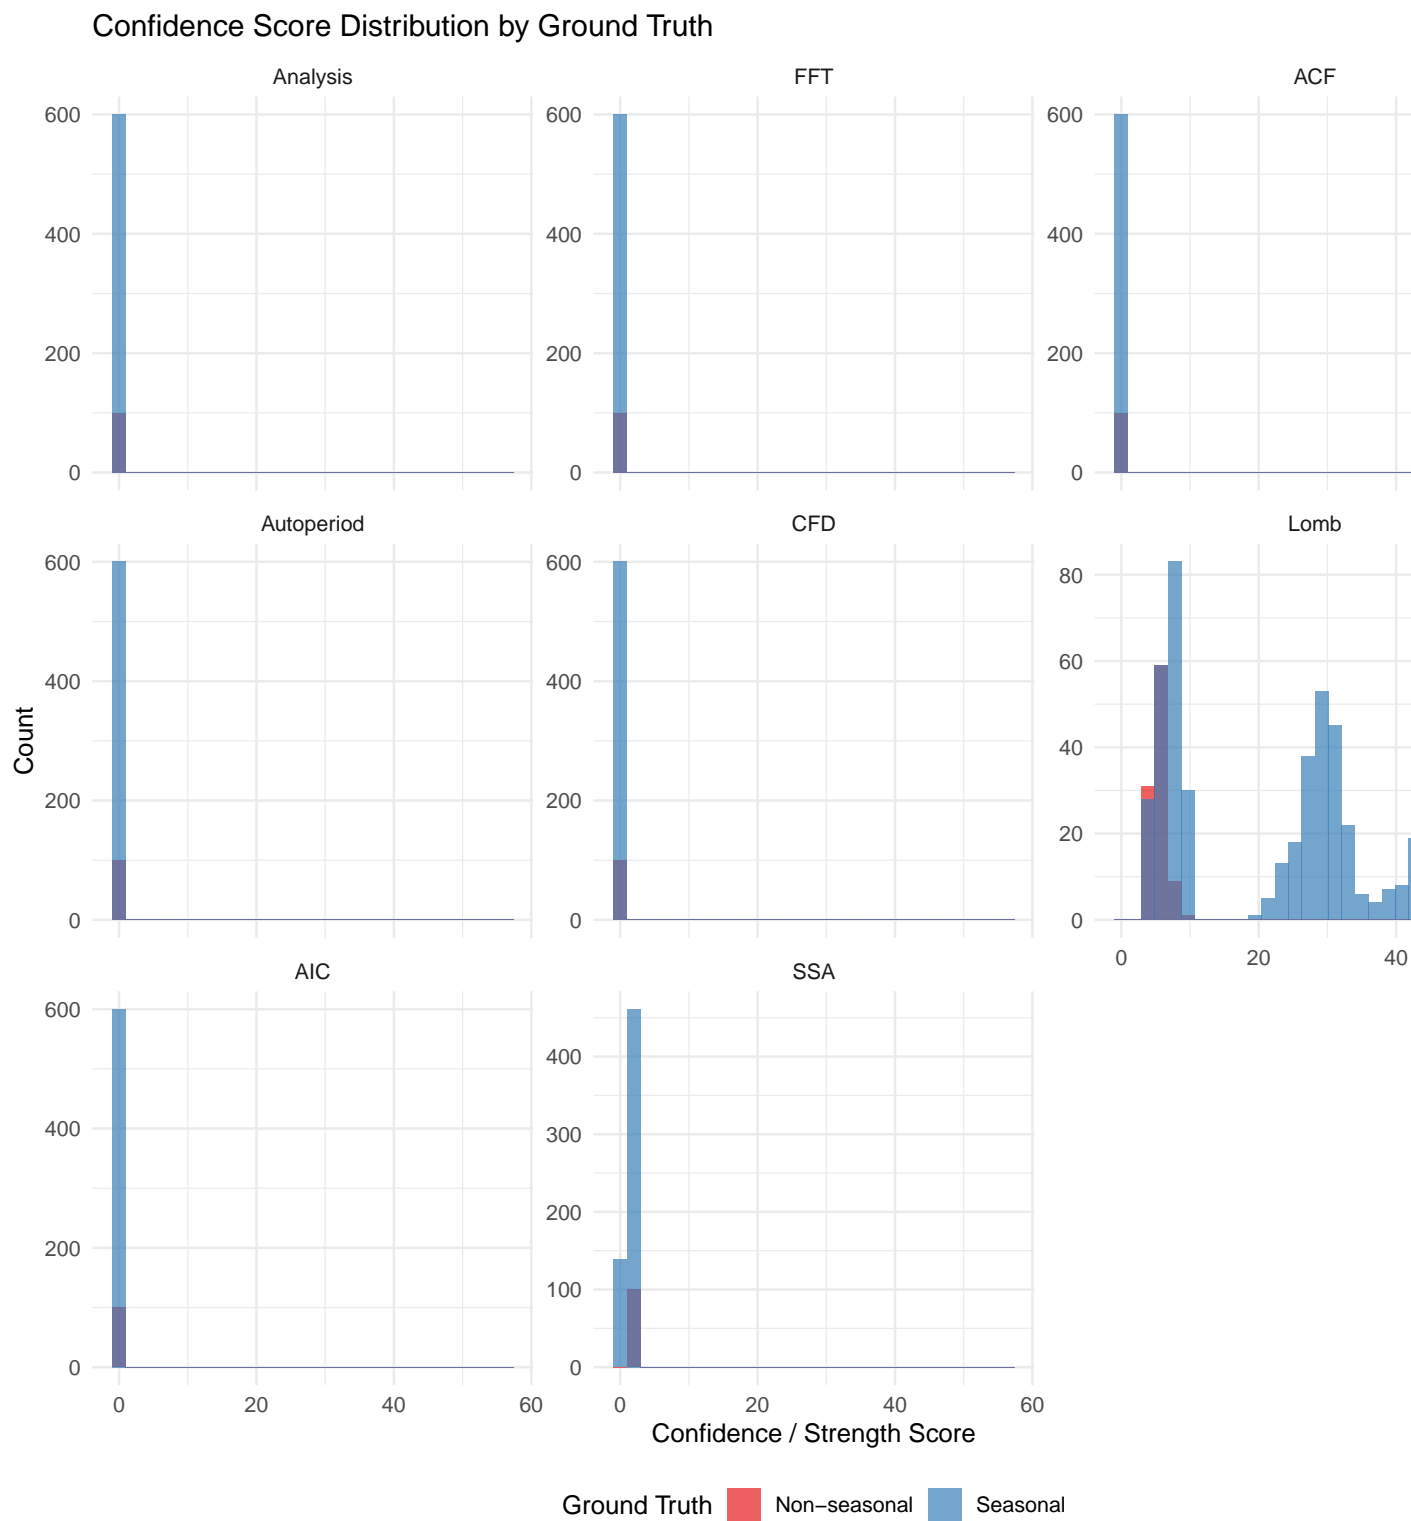 Confidence Score Distribution by Ground Truth
Analysis FFT ACF
600 600 600
400 400 400
200 200 200
0 0 0
Autoperiod CFD Lomb
600 600 80
400 400 60
200 200 40
0 0 20
0
0 20 40
Count
AIC SSA
600 400
400 300
200 200
0 100
0
0 20 40 60 0 20 40 60
Confidence / Strength Score
Ground Truth Non−seasonal Seasonal